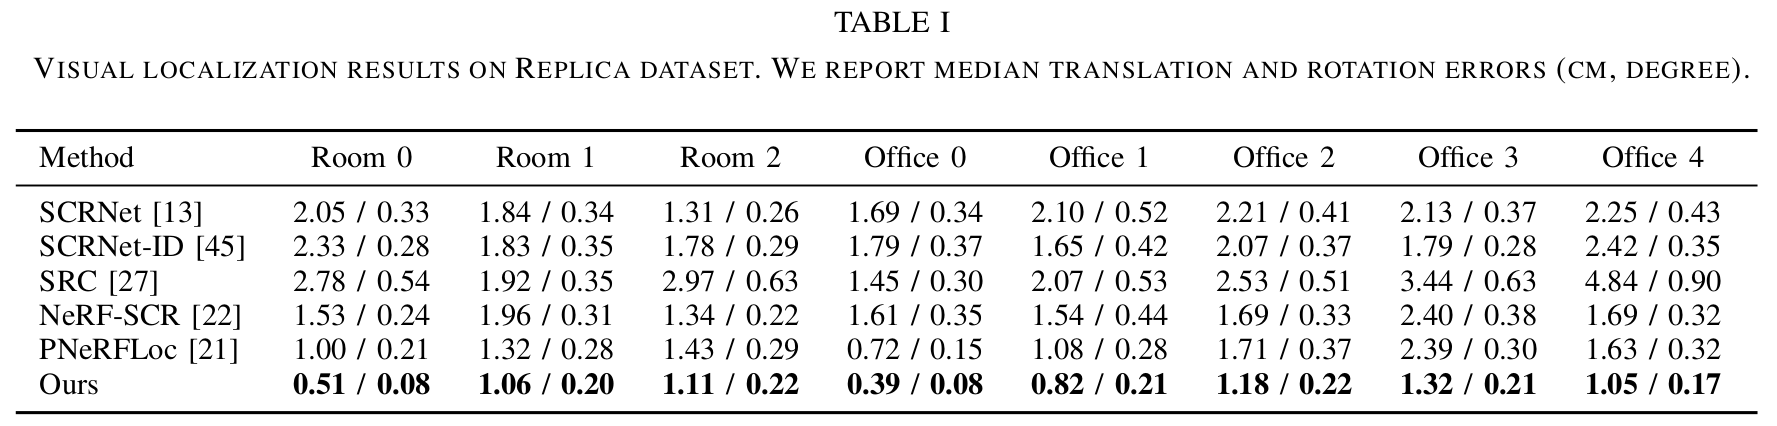 TABLE I
VISUAL LOCALIZATION RESULTS ON REPLICA DATASET. WE REPORT MEDIAN TRANSLATION AND ROTATION ERRORS (CM, DEGREE).
Method Room 0 Room 1 Room 2 Office 0 Office 1 Office 2 Office 3 Office 4
SCRNet [13] 2.05 / 0.33 1.84 / 0.34 1.31 / 0.26 1.69 / 0.34 2.10 / 0.52 2.21 / 0.41 2.13 / 0.37 2.25 / 0.43
SCRNet-ID [45] 2.33 / 0.28 1.83 / 0.35 1.78 / 0.29 1.79 / 0.37 1.65 / 0.42 2.07 / 0.37 1.79 / 0.28 2.42 / 0.35
SRC [27] 2.78 / 0.54 1.92 / 0.35 2.97 / 0.63 1.45 / 0.30 2.07 / 0.53 2.53 / 0.51 3.44 / 0.63 4.84 / 0.90
NeRF-SCR [22] 1.53 / 0.24 1.96 / 0.31 1.34 / 0.22 1.61 / 0.35 1.54 / 0.44 1.69 / 0.33 2.40 / 0.38 1.69 / 0.32
PNeRFLoc [21] 1.00 / 0.21 1.32 / 0.28 1.43 / 0.29 0.72 / 0.15 1.08 / 0.28 1.71 / 0.37 2.39 / 0.30 1.63 / 0.32
Ours 0.51 / 0.08 1.06 / 0.20 1.11 / 0.22 0.39 / 0.08 0.82 / 0.21 1.18 / 0.22 1.32 / 0.21 1.05 / 0.17